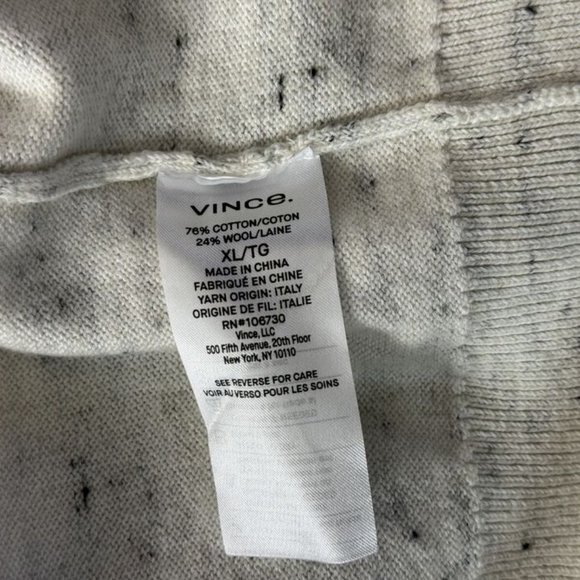 VINCE.
76% COTTON/COTON
24% WOOL/LAINE
XL/TG
MADE IN CHINA
FABRIQUÉ EN CHINE
YARN ORIGIN: ITALY
ORIGINE DE FIL: ITALIE
RN#106730
Vince, LLC
500 Fifth Avenue, 20th Floor
New York, NY 10110
SEE REVERSE FOR CARE
VOIR AU VERSO POUR LES SOINS